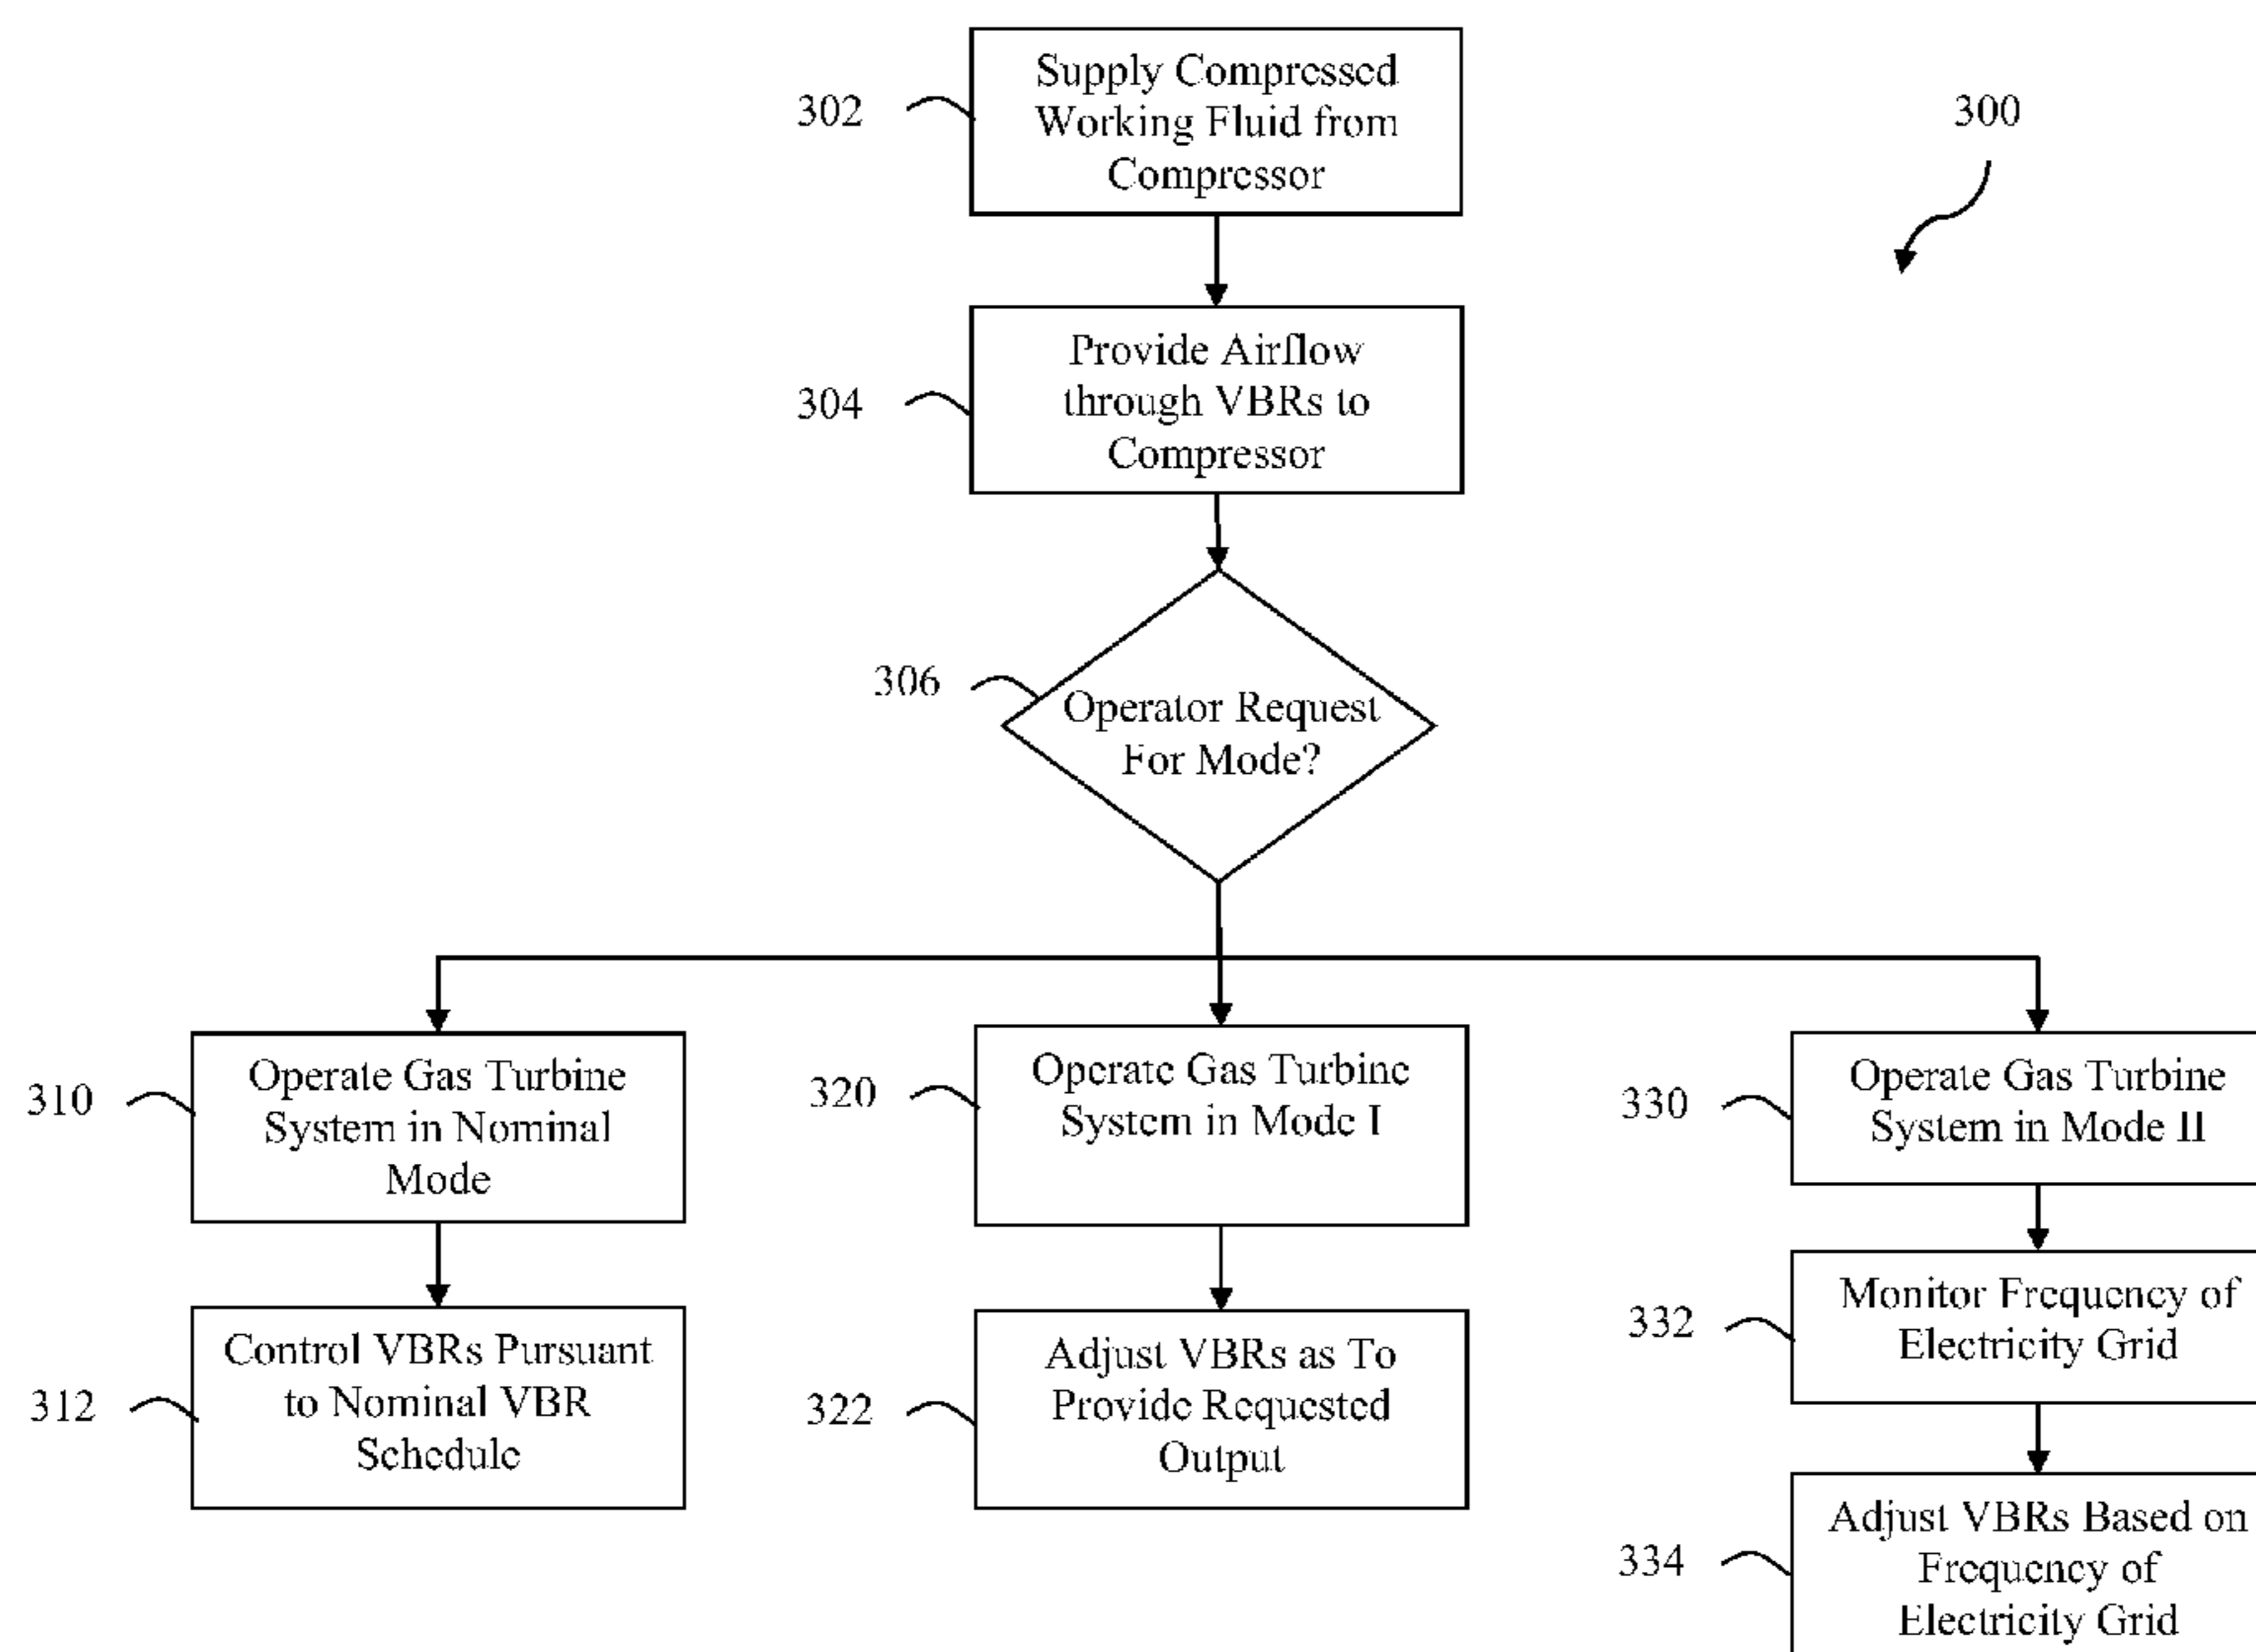 302
Supply Compressed
Working Fluid from
Compressor
300
304
Provide Airflow
through VBRs to
Compressor
306
Operator Request
For Mode?
310
Operate Gas Turbine
System in Nominal
Mode
320
Operate Gas Turbine
System in Mode I
330
Operate Gas Turbine
System in Mode II
312
Control VBRs Pursuant
to Nominal VBR
Schedule
322
Adjust VBRs as To
Provide Requested
Output
332
Monitor Frequency of
Electricity Grid
334
Adjust VBRs Based on
Frequency of
Electricity Grid